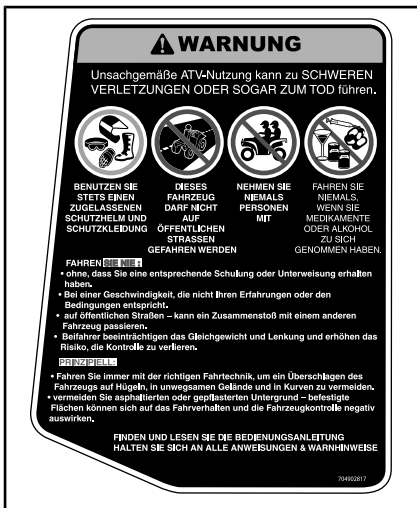 WARNUNG
Unsachgemäße ATV-Nutzung kann zu SCHWEREN
VERLETZUNGEN ODER SOGAR ZUM TOD führen.
BENUTZEN SIE
STETS EINEN
ZUGELASSENEN
SCHUTZHELM UND
SCHUTZKLEIDUNG
DIESES
FAHRZEUG
DARF NICHT
AUF
ÖFFENTLICHEN
STRASSEN
GEFAHREN WERDEN
NEHMEN SIE
NIEMALS
PERSONEN
MIT
FAHREN SIE
NIEMALS,
WENN SIE
MEDIKAMENTE
ODER ALKOHOL
ZU SICH
GENOMMEN HABEN.
FAHREN SIE NIE :
• ohne, dass Sie eine entsprechende Schulung oder Unterweisung erhalten
haben.
• Bei einer Geschwindigkeit, die nicht Ihren Erfahrungen oder den
Bedingungen entspricht.
• auf öffentlichen Straßen – kann ein Zusammenstoß mit einem anderen
Fahrzeug passieren.
• Beifahrer beeinträchtigen das Gleichgewicht und Lenkung und erhöhen das
Risiko, die Kontrolle zu verlieren.
PRINZIPIELL:
• Fahren Sie immer mit der richtigen Fahrtechnik, um ein Überschlagen des
Fahrzeugs auf Hügeln, in unwegsamen Gelände und in Kurven zu vermeiden.
• vermeiden Sie asphaltierten oder gepflasterten Untergrund – befestigte
Flächen können sich auf das Fahrverhalten und die Fahrzeugkontrolle negativ
auswirken.
FINDEN UND LESEN SIE DIE BEDIENUNGSANLEITUNG
HALTEN SIE SICH AN ALLE ANWEISUNGEN & WARNHINWEISE
704902817